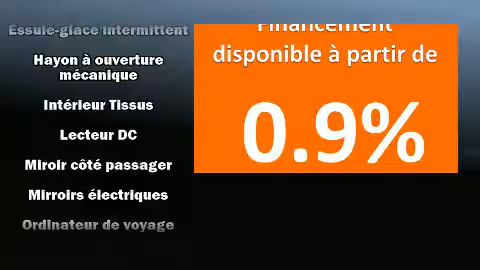 Essuie-glace intermittent
Hayon à ouverture
mécanique
Intérieur Tissus
Lecteur DC
Miroir côté passager
Mirroirs électriques
Ordinateur de voyage
Financement
disponible à partir de
0.9%